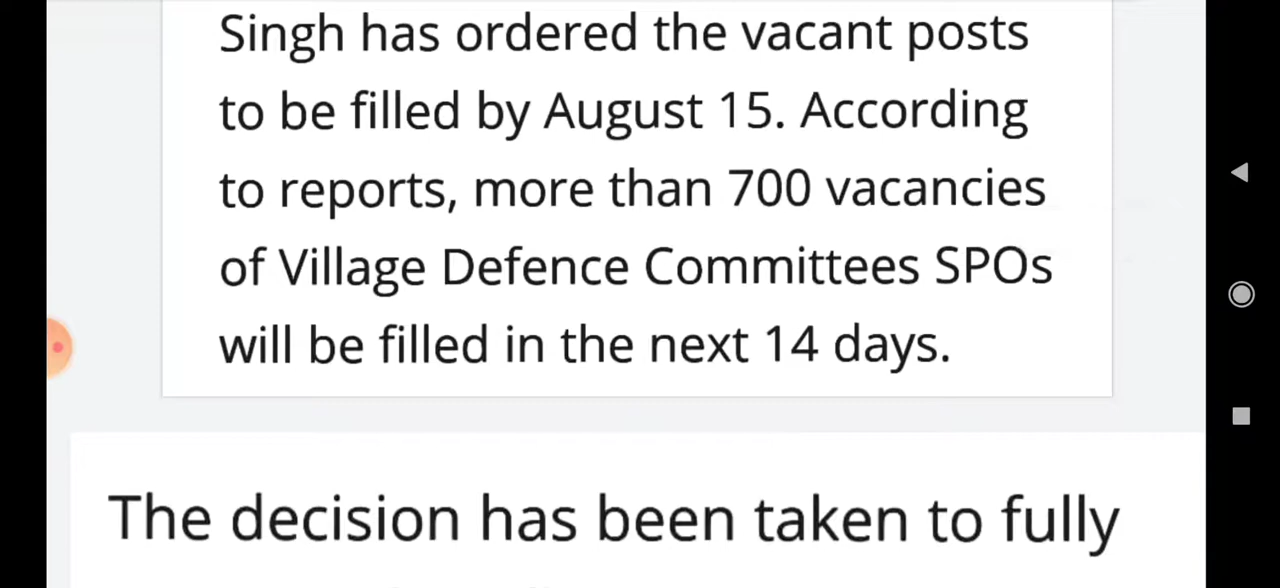 Singh has ordered the vacant posts
to be filled by August 15. According
to reports, more than 700 vacancies
of Village Defence Committees SPOs
will be filled in the next 14 days.
The decision has been taken to fully